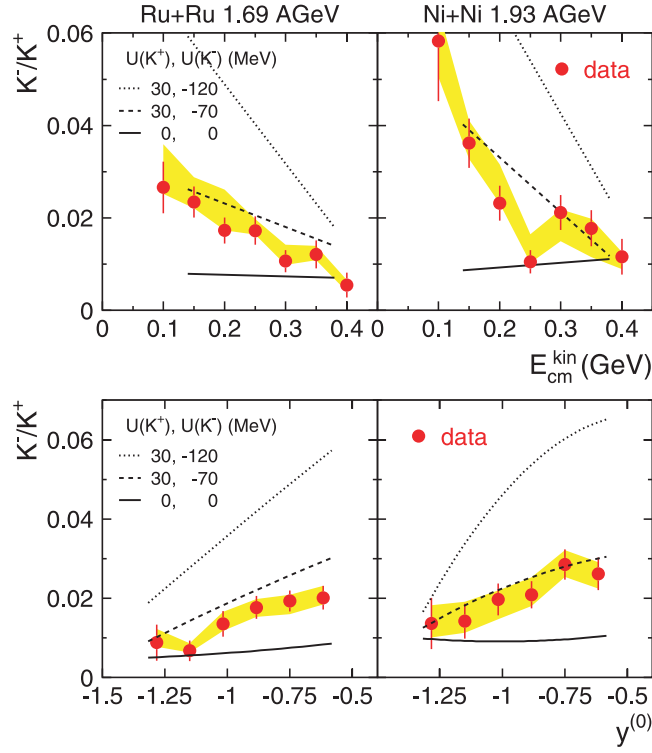 Ru+Ru 1.69 AGeV
Ni+Ni 1.93 AGeV
K⁻/K⁺
0.06
0.04
0.02
0
U(K⁺), U(K⁻) (MeV)
30, -120
30, -70
0, 0
data
0 0.1 0.2 0.3 0.4
0 0.1 0.2 0.3 0.4
E_cm^kin (GeV)
K⁻/K⁺
0.06
0.04
0.02
0
U(K⁺), U(K⁻) (MeV)
30, -120
30, -70
0, 0
data
-1.5 -1.25 -1 -0.75 -0.5
-1.25 -1 -0.75 -0.5
y⁽⁰⁾